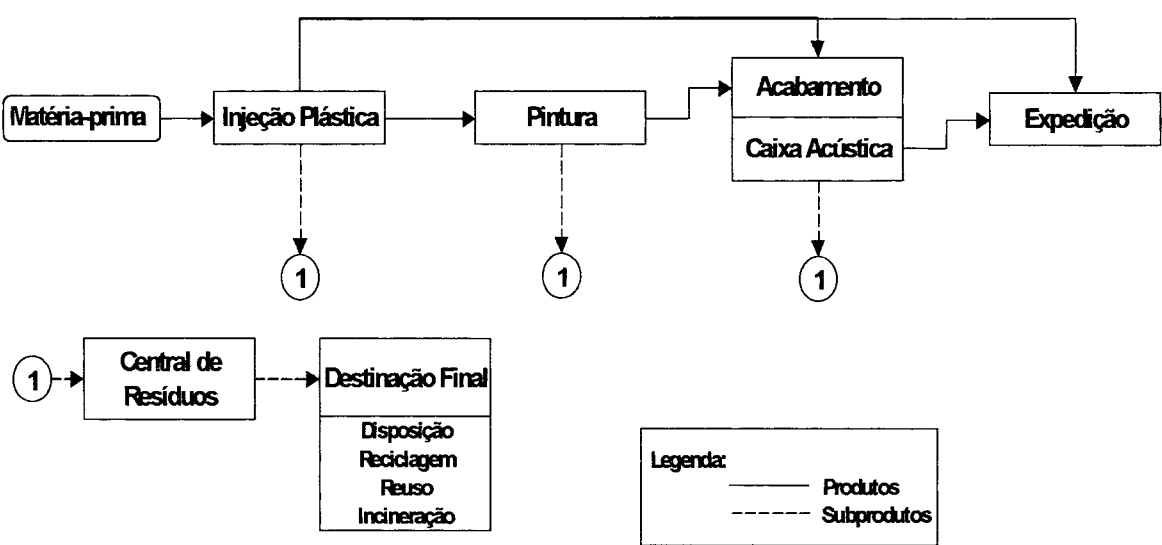 Acabamento
Matéria-prima
Injeção Plástica
Pintura
Expedição
Caixa Acústica
1
1
1
1
Central de
Resíduos
Destinação Final
Disposição
Reciclagem
Reuso
Incineração
Legenda:
Produtos
Subprodutos